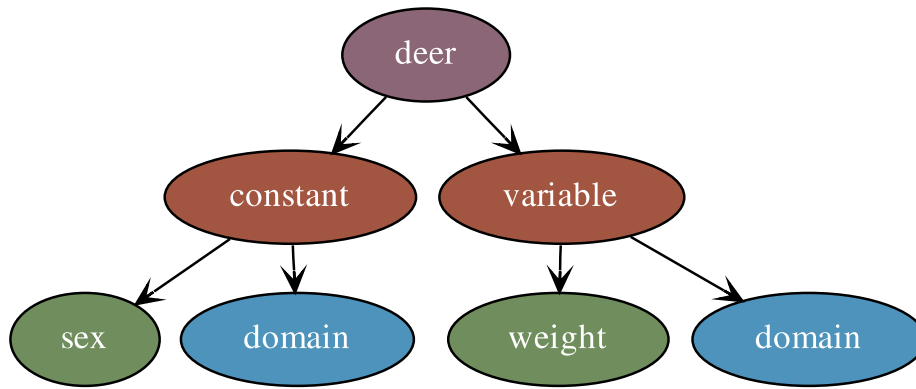 deer
constant
variable
sex
domain
weight
domain